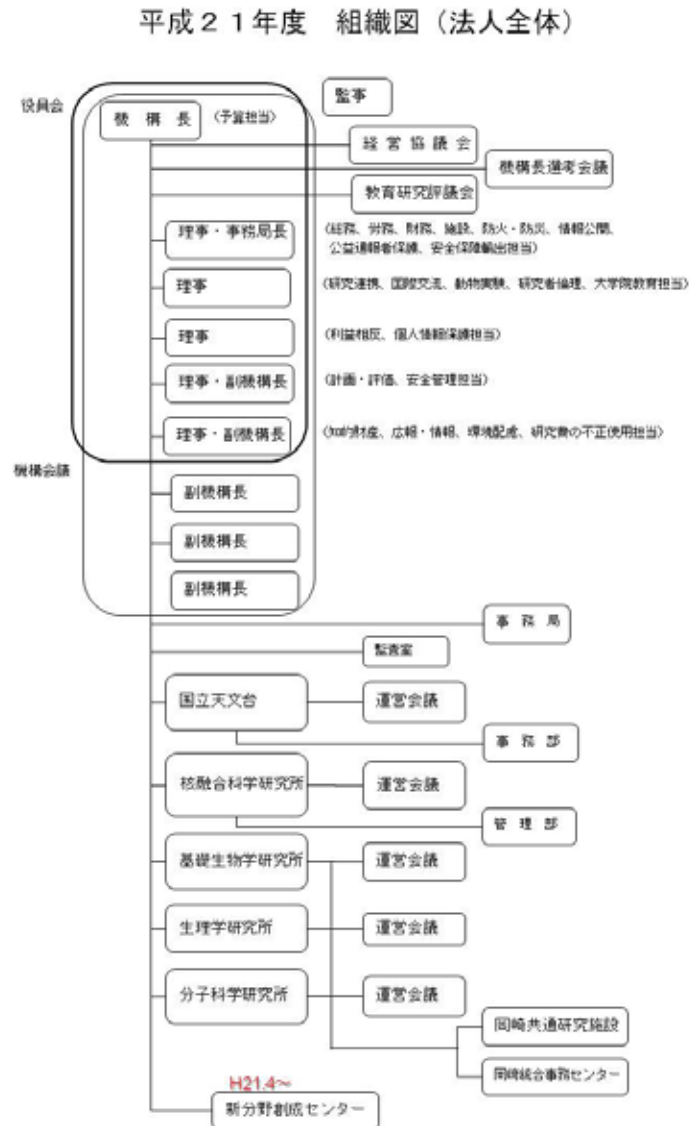 平成２１年度　組織図（法人全体）
役員会
監事
機　構　長
（予算担当）
経　営　協　議　会
機構長選考会議
教育研究評議会
理事・事務局長
（総務、労務、財務、施設、防火・防災、情報公開、
公益通報者保護、安全保障輸出担当）
理事
（研究連携、国際交流、動物実験、研究者倫理、大学院教育担当）
理事
（利益相反、個人情報保護担当）
理事・副機構長
（計画・評価、安全管理担当）
理事・副機構長
（知的財産、広報・情報、環境配慮、研究費の不正使用担当）
機構会議
副機構長
副機構長
副機構長
事　務　局
監査室
国立天文台
運営会議
事　務　部
核融合科学研究所
運営会議
管　理　部
基礎生物学研究所
運営会議
生理学研究所
運営会議
分子科学研究所
運営会議
岡崎共通研究施設
岡崎統合事務センター
H21.4～
新分野創成センター